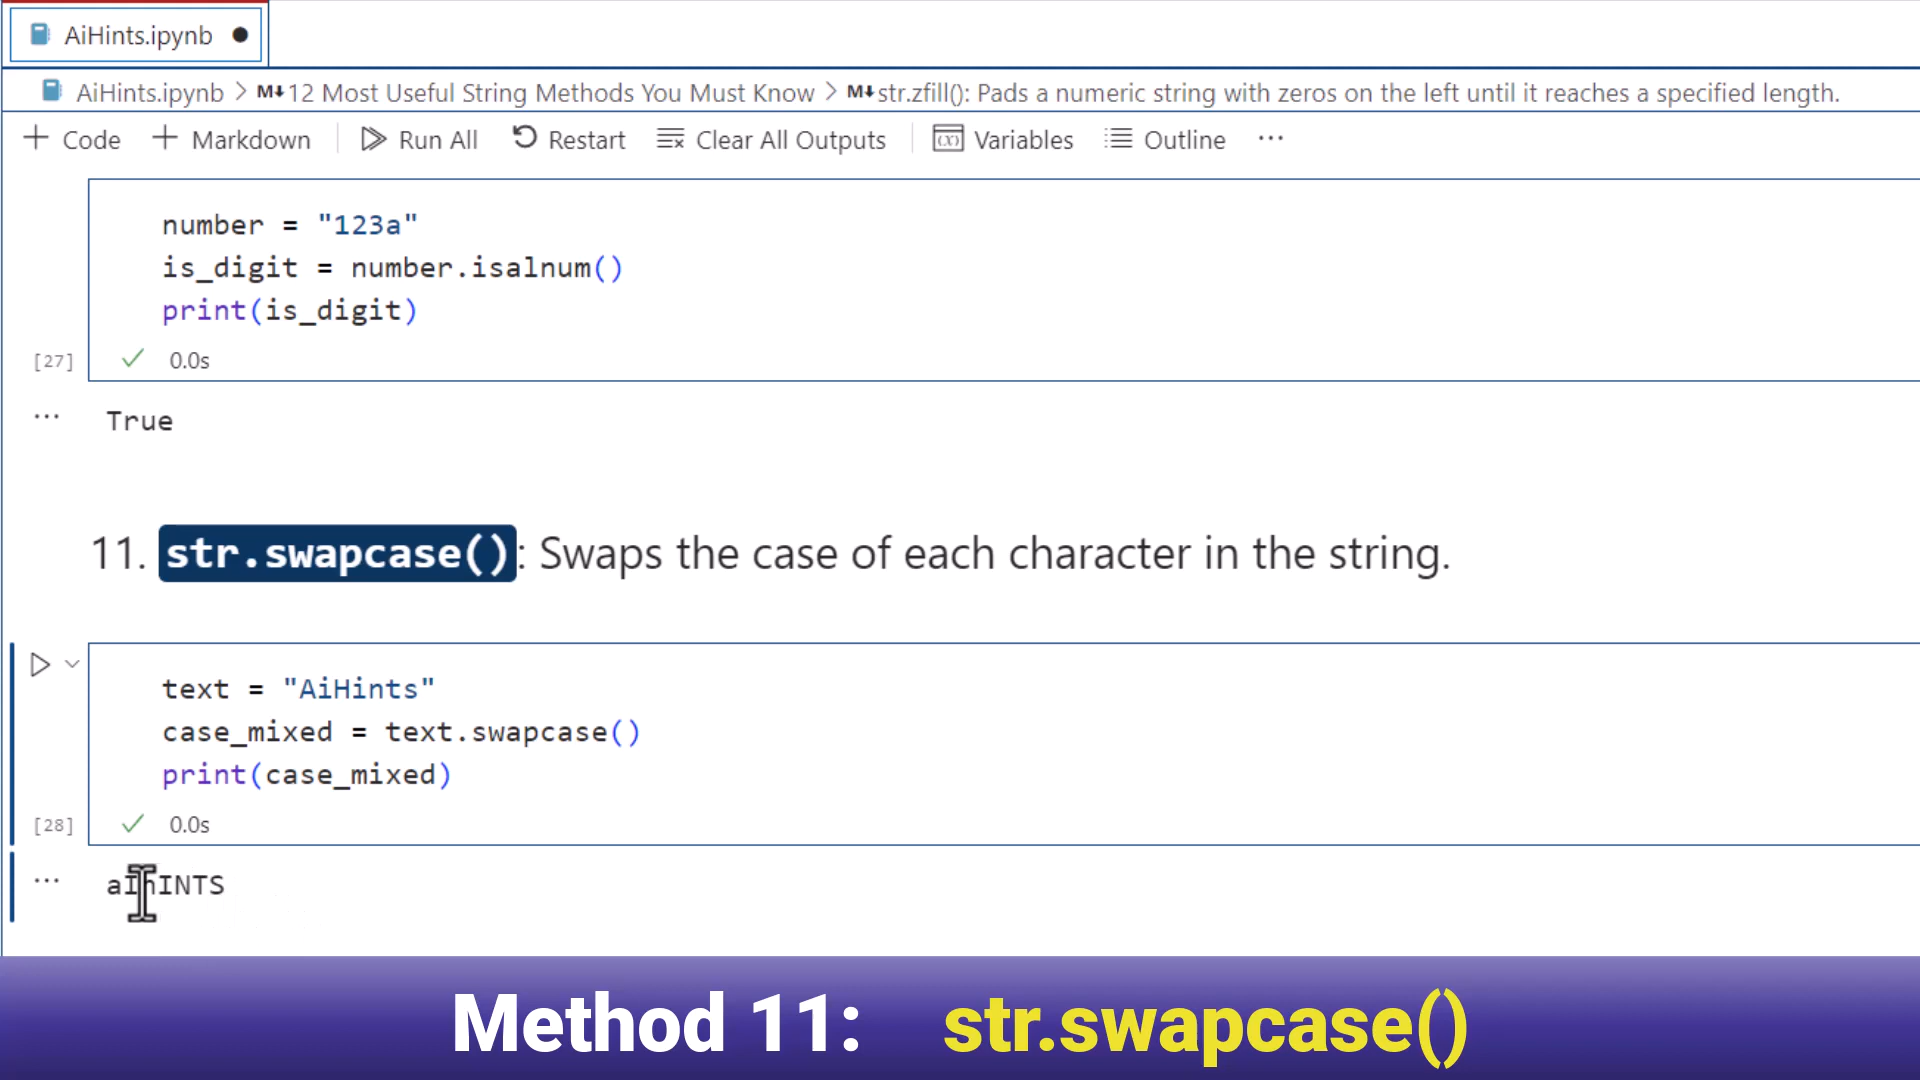 AiHints.ipynb
AiHints.ipynb > M↓ 12 Most Useful String Methods You Must Know > M↓ str.zfill(): Pads a numeric string with zeros on the left until it reaches a specified length.
+ Code + Markdown Run All Restart Clear All Outputs Variables Outline ...
number = "123a"
is_digit = number.isalnum()
print(is_digit)
[27] ✓ 0.0s
... True
11. str.swapcase(): Swaps the case of each character in the string.
text = "AiHints"
case_mixed = text.swapcase()
print(case_mixed)
[28] ✓ 0.0s
... aIhINTS
Method 11: str.swapcase()